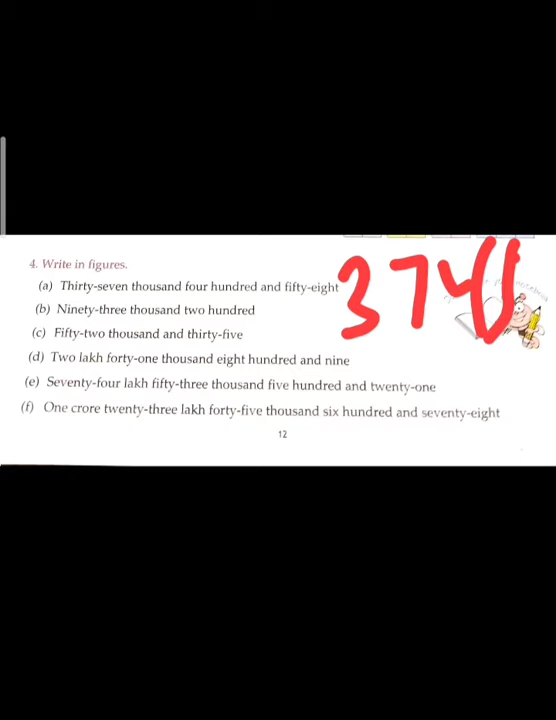 4. Write in figures.
(a) Thirty-seven thousand four hundred and fifty-eight
374
(b) Ninety-three thousand two hundred
(c) Fifty-two thousand and thirty-five
(d) Two lakh forty-one thousand eight hundred and nine
(e) Seventy-four lakh fifty-three thousand five hundred and twenty-one
(f) One crore twenty-three lakh forty-five thousand six hundred and seventy-eight
12